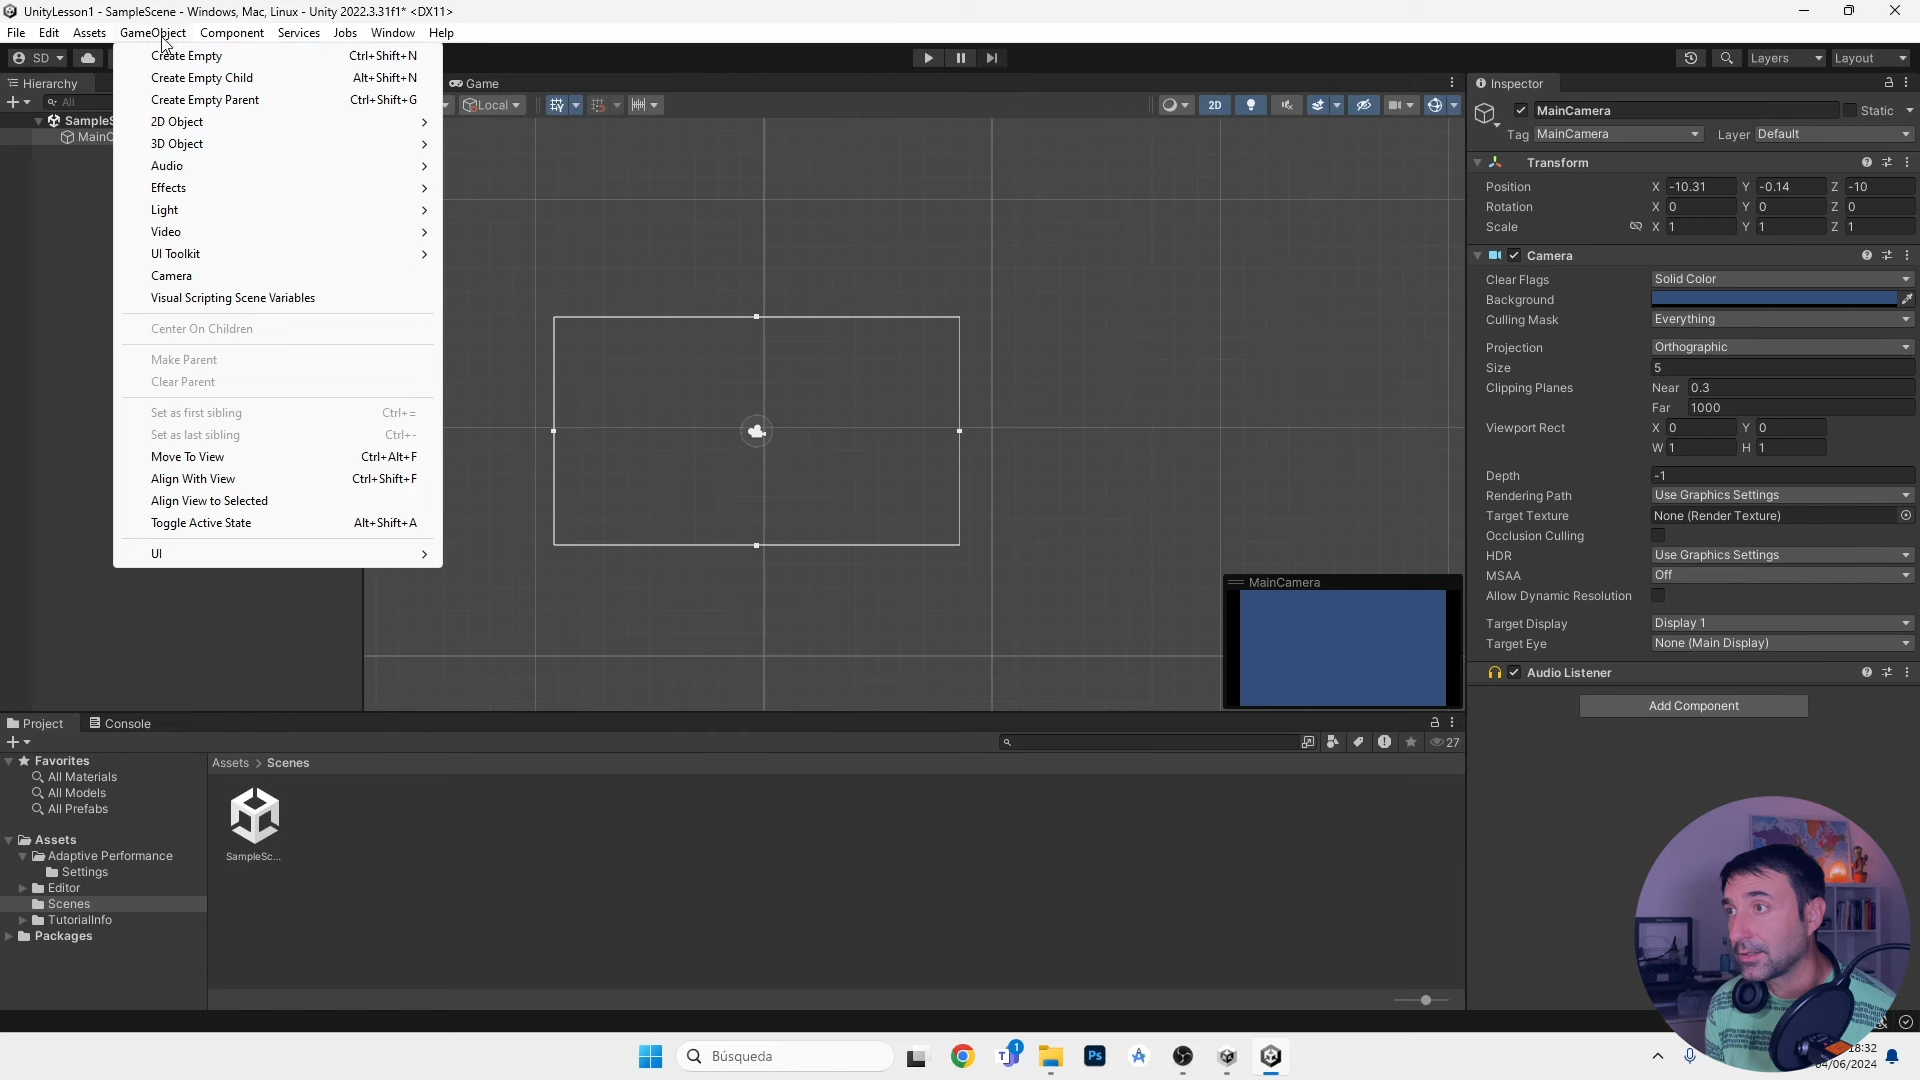 UnityLesson1 - SampleScene - Windows, Mac, Linux - Unity 2022.3.31f1* <DX11>
File Edit Assets GameObject Component Services Jobs Window Help
SD Layers Layout
Create Empty Ctrl+Shift+N
Create Empty Child Alt+Shift+N
Create Empty Parent Ctrl+Shift+G
2D Object
3D Object
Audio
Effects
Light
Video
UI Toolkit
Camera
Visual Scripting Scene Variables
Center On Children
Make Parent
Clear Parent
Set as first sibling Ctrl+=
Set as last sibling Ctrl+-
Move To View Ctrl+Alt+F
Align With View Ctrl+Shift+F
Align View to Selected
Toggle Active State Alt+Shift+A
UI
Hierarchy
All
SampleS
MainC
Game
Local 2D
MainCamera
Inspector
MainCamera Static
Tag MainCamera Layer Default
Transform
Position X -10.31 Y -0.14 Z -10
Rotation X 0 Y 0 Z 0
Scale X 1 Y 1 Z 1
Camera
Clear Flags Solid Color
Background
Culling Mask Everything
Projection Orthographic
Size 5
Clipping Planes Near 0.3
Far 1000
Viewport Rect X 0 Y 0
W 1 H 1
Depth -1
Rendering Path Use Graphics Settings
Target Texture None (Render Texture)
Occlusion Culling
HDR Use Graphics Settings
MSAA Off
Allow Dynamic Resolution
Target Display Display 1
Target Eye None (Main Display)
Audio Listener
Add Component
Project Console
27
Favorites
All Materials
All Models
All Prefabs
Assets
Adaptive Performance
Settings
Editor
Scenes
TutorialInfo
Packages
Assets > Scenes
SampleSc...
Búsqueda
1
Ps
18:32
04/06/2024